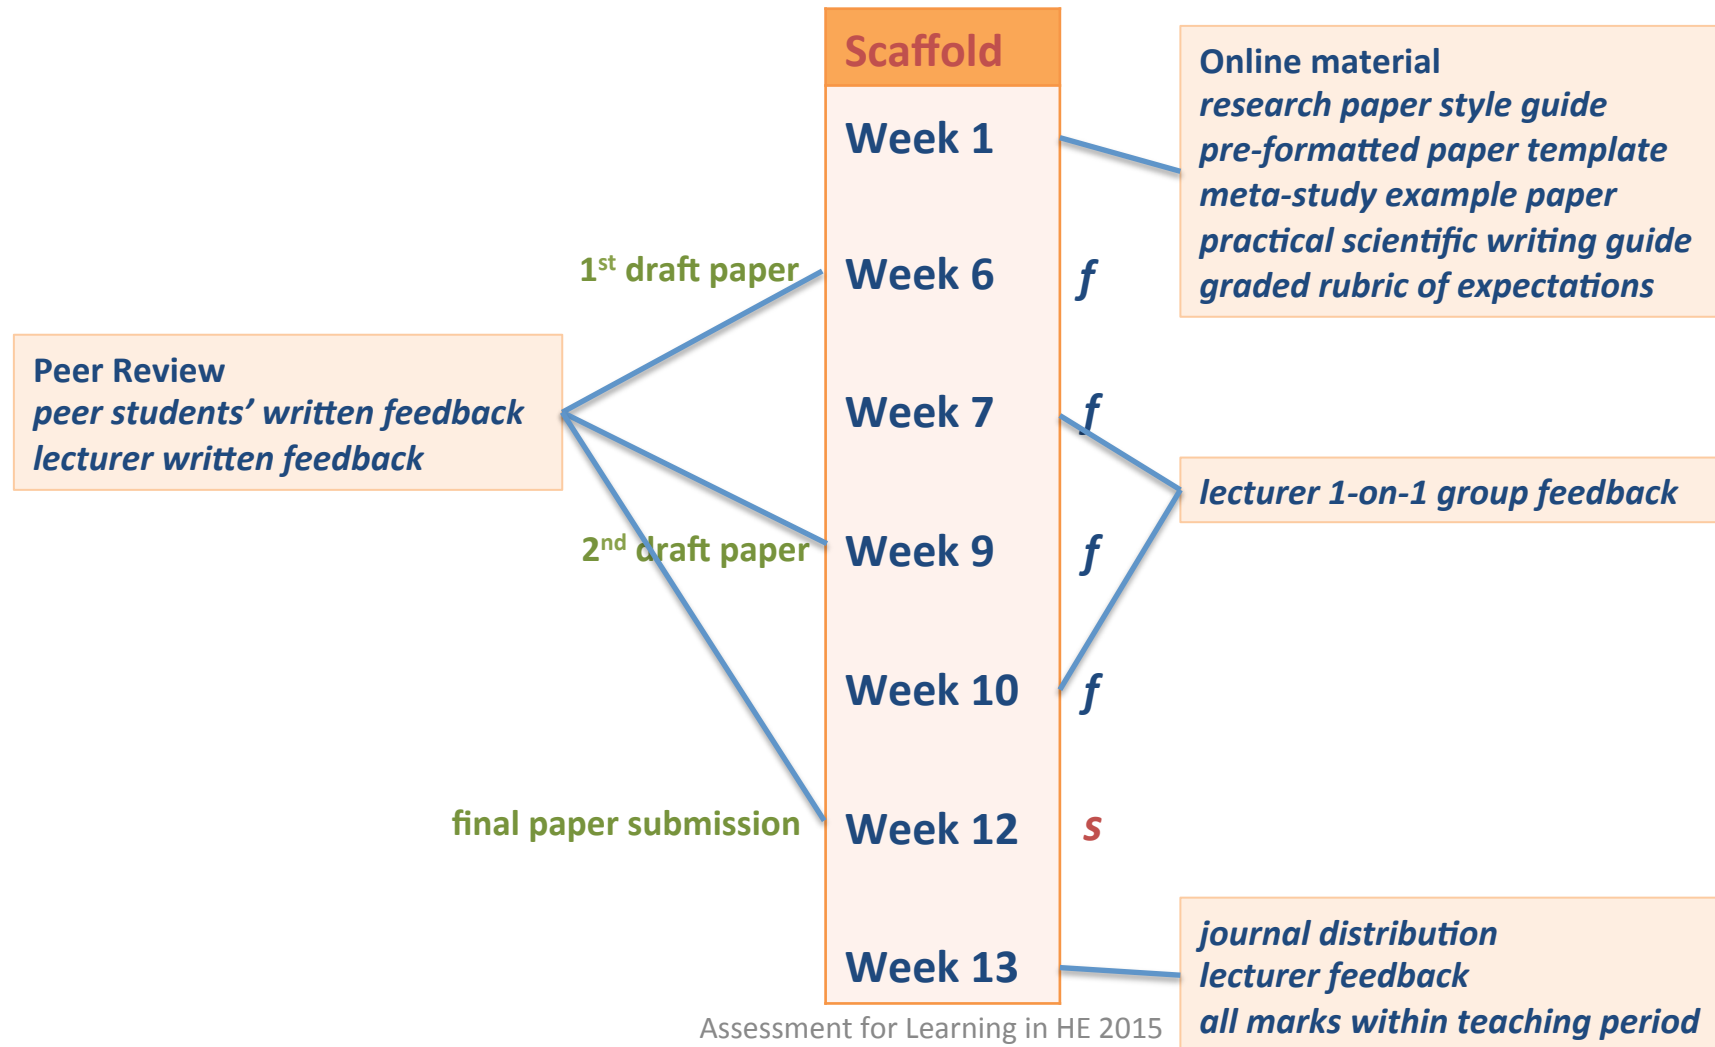 Scaffold
Week 1
Online material
research paper style guide
pre-formatted paper template
meta-study example paper
practical scientific writing guide
graded rubric of expectations
1st draft paper
Week 6
f
Peer Review
peer students’ written feedback
lecturer written feedback
Week 7
f
lecturer 1-on-1 group feedback
2nd draft paper
Week 9
f
Week 10
f
final paper submission
Week 12
s
Week 13
journal distribution
lecturer feedback
all marks within teaching period
Assessment for Learning in HE 2015